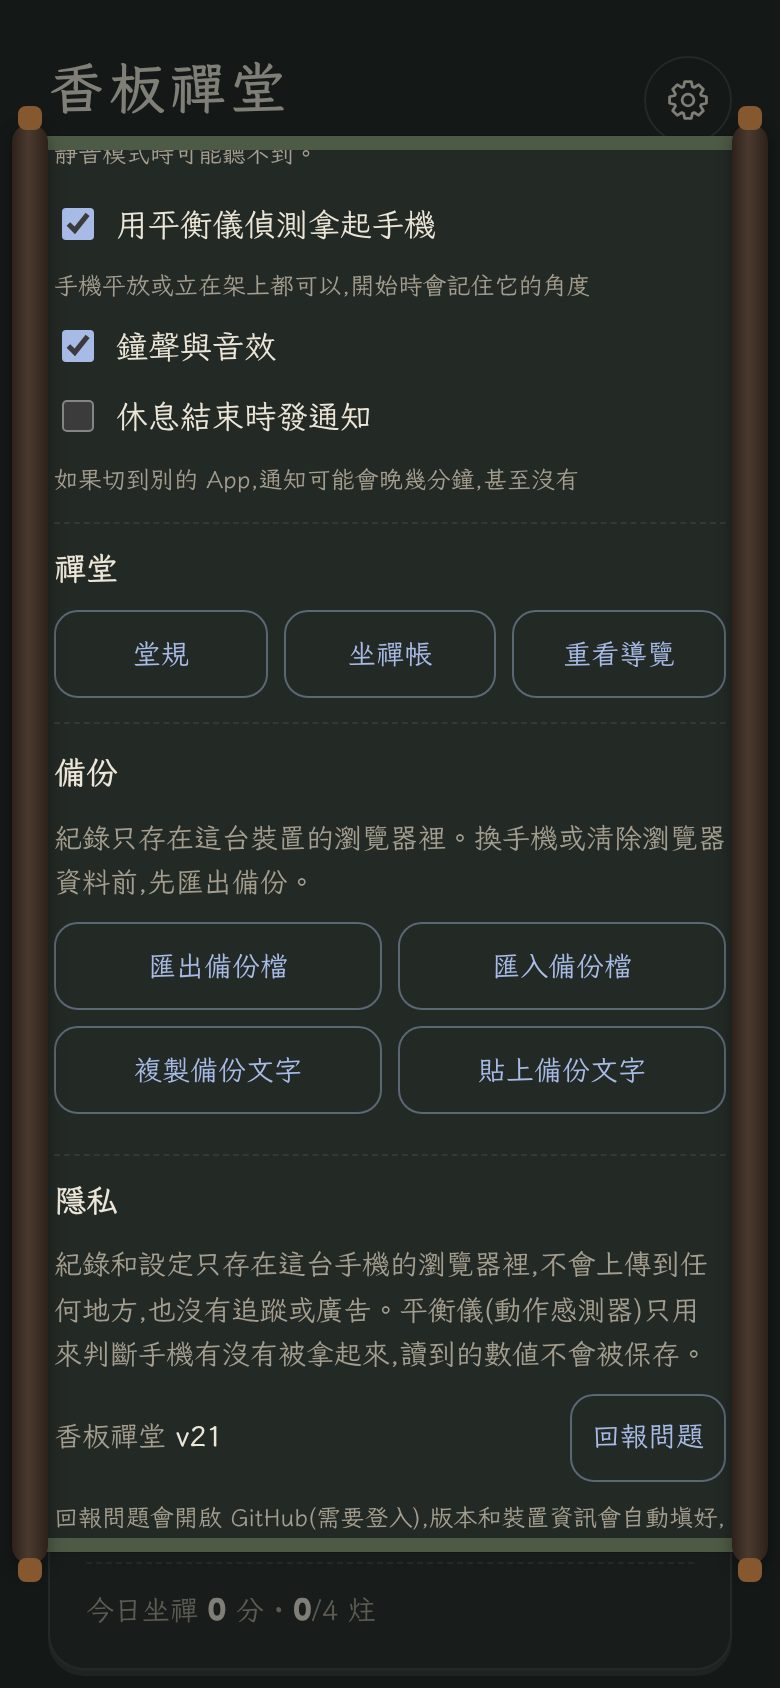 香板禪堂
靜音模式時可能聽不到。
用平衡儀偵測拿起手機
手機平放或立在架上都可以,開始時會記住它的角度
鐘聲與音效
休息結束時發通知
如果切到別的 App,通知可能會晚幾分鐘,甚至沒有
禪堂
堂規
坐禪帳
重看導覽
備份
紀錄只存在這台裝置的瀏覽器裡。換手機或清除瀏覽器
資料前,先匯出備份。
匯出備份檔
匯入備份檔
複製備份文字
貼上備份文字
隱私
紀錄和設定只存在這台手機的瀏覽器裡,不會上傳到任
何地方,也沒有追蹤或廣告。平衡儀(動作感測器)只用
來判斷手機有沒有被拿起來,讀到的數值不會被保存。
香板禪堂 v21
回報問題
回報問題會開啟 GitHub(需要登入),版本和裝置資訊會自動填好,
今日坐禪 0 分・0/4 炷